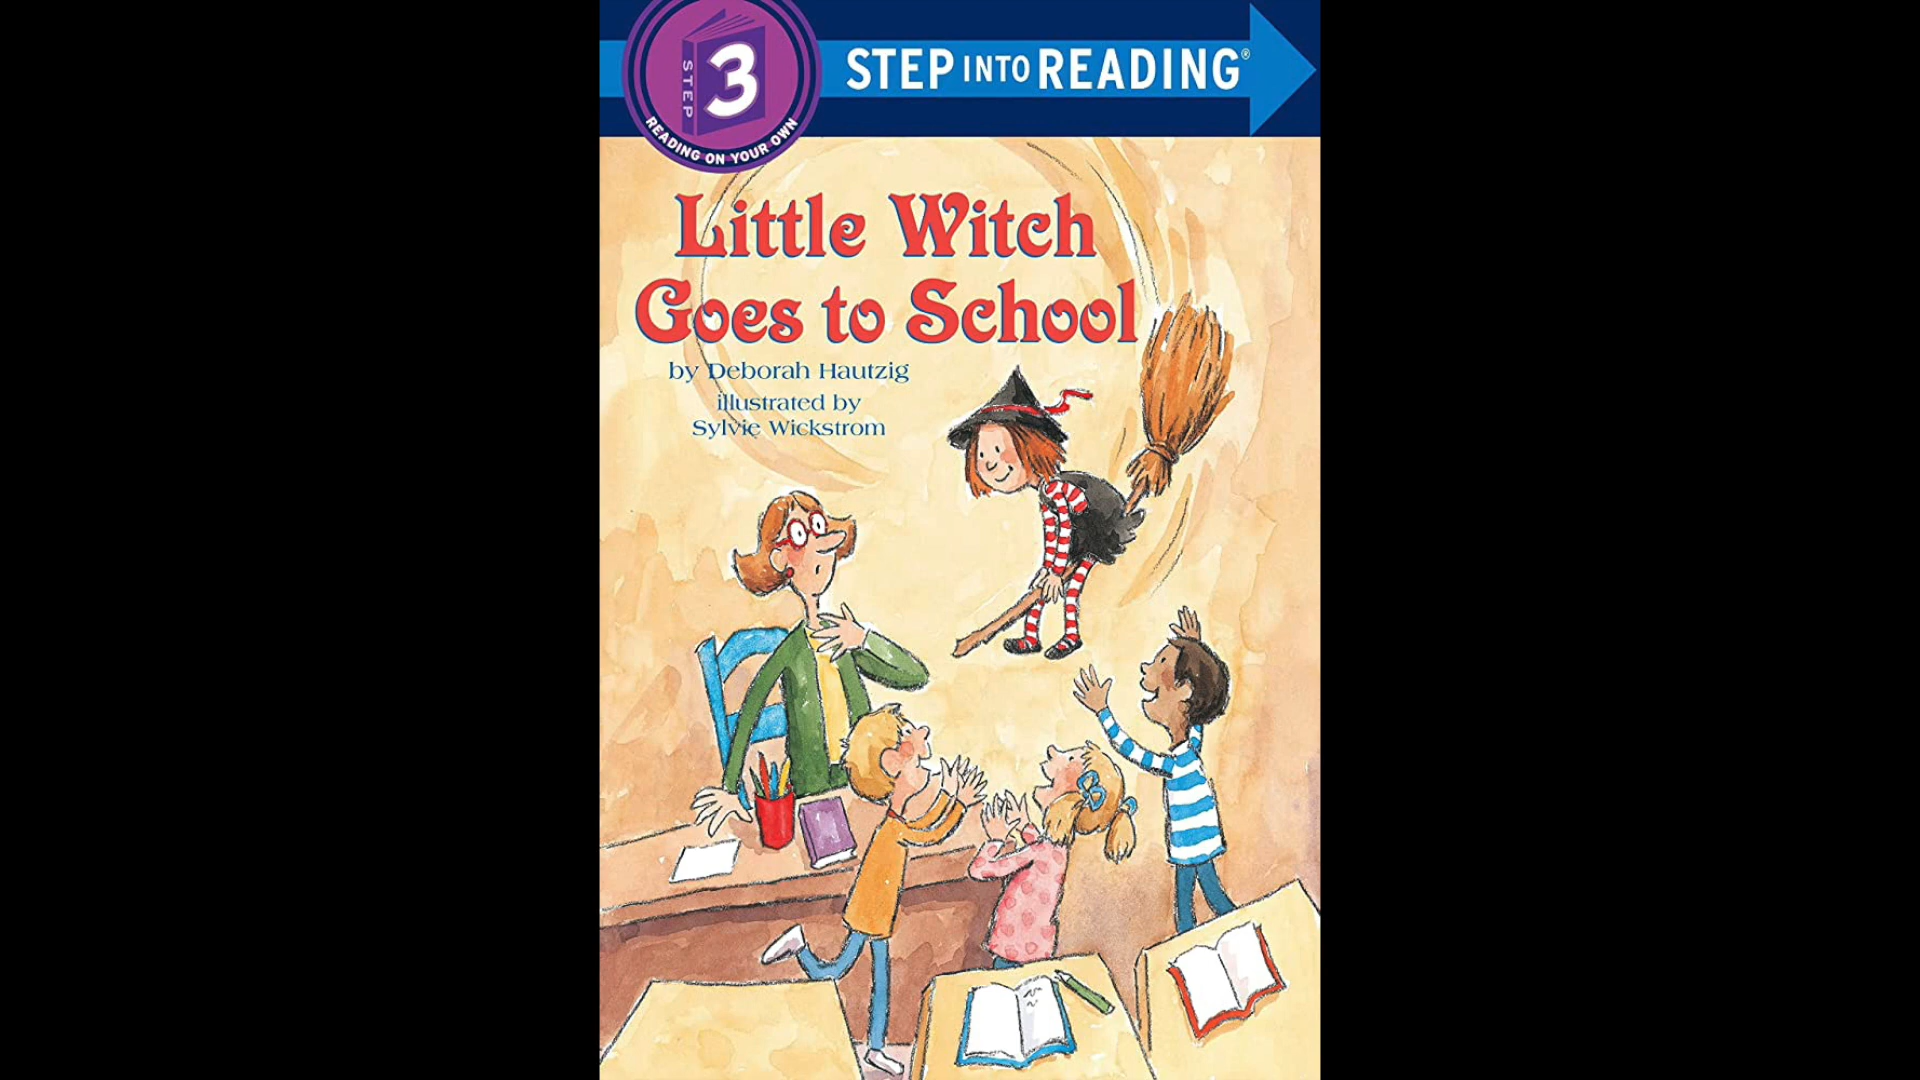 STEP 3
READING ON YOUR OWN
STEP INTO READING®
Little Witch
Goes to School
by Deborah Hautzig
illustrated by
Sylvie Wickstrom